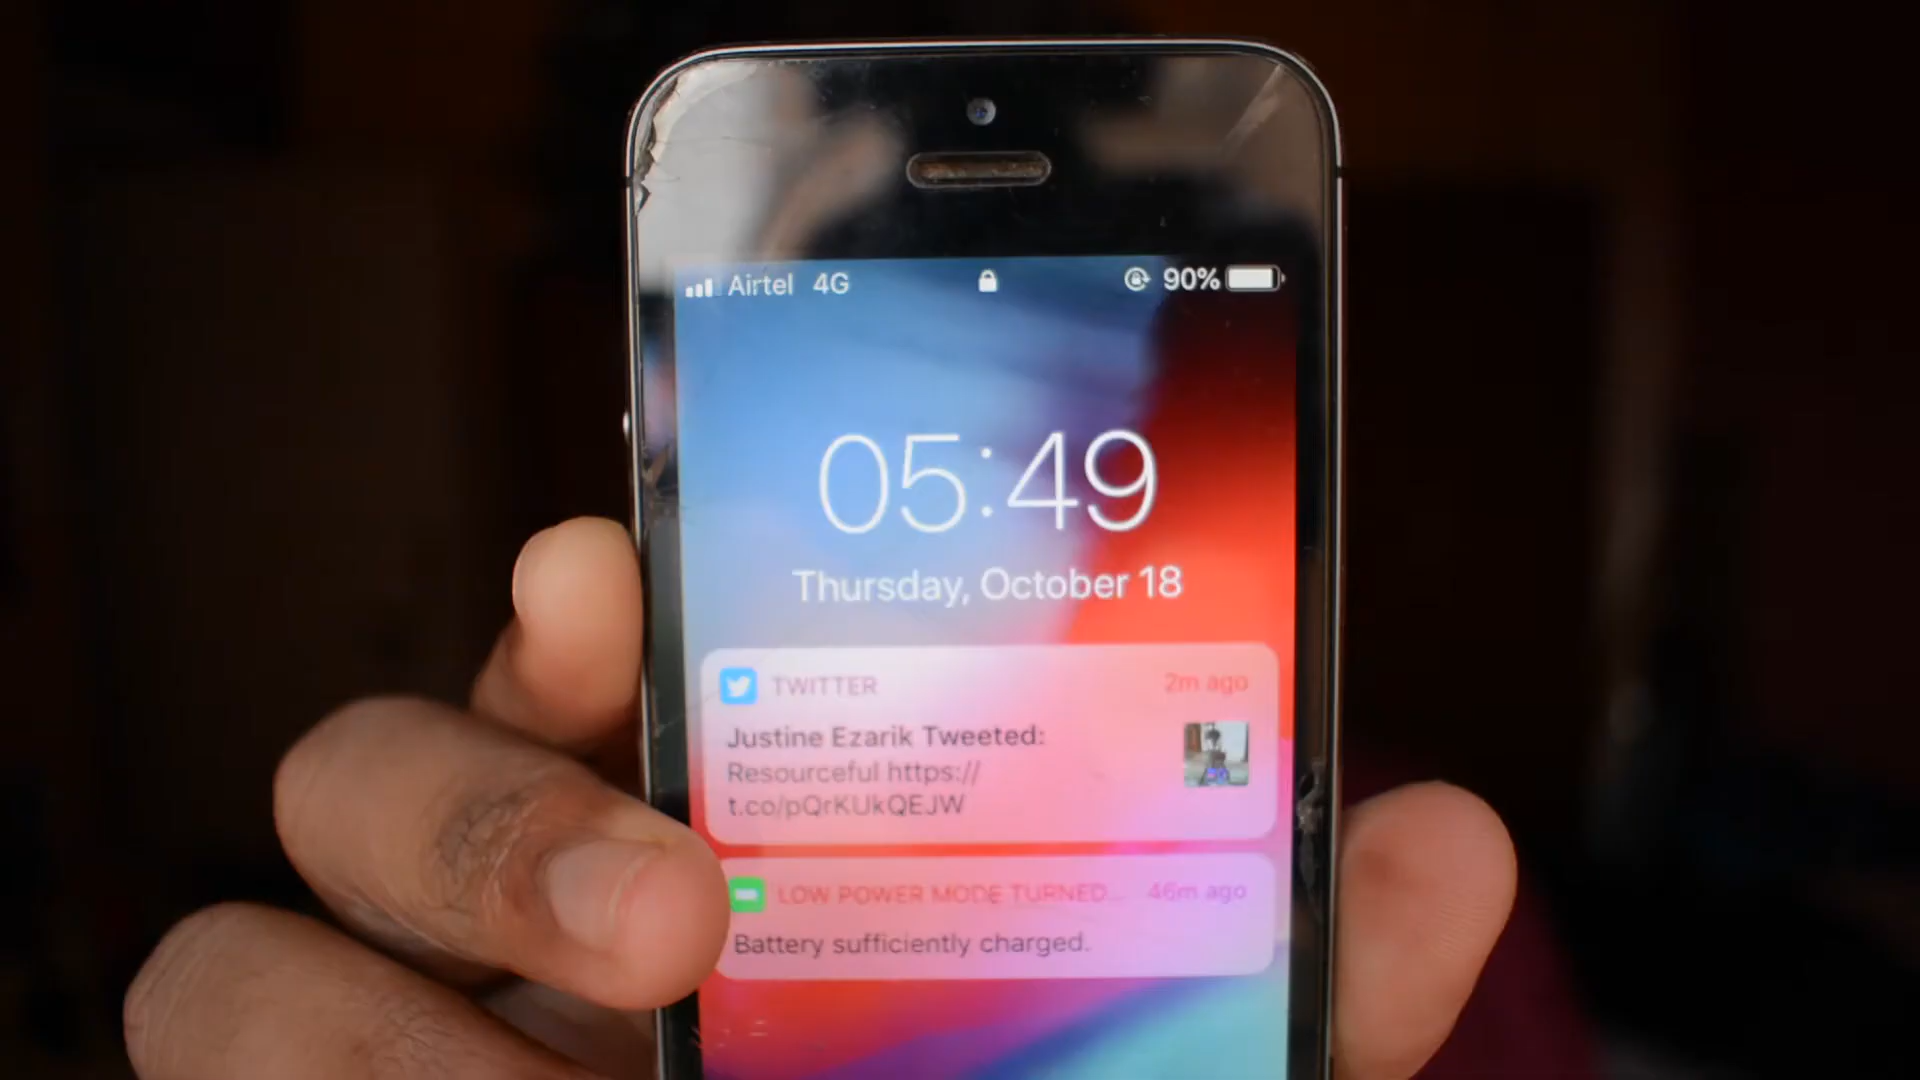 Airtel 4G 90%
05:49
Thursday, October 18
TWITTER 2m ago
Justine Ezarik Tweeted:
Resourceful https://
t.co/pQrKUkQEJW
LOW POWER MODE TURNED... 46m ago
Battery sufficiently charged.